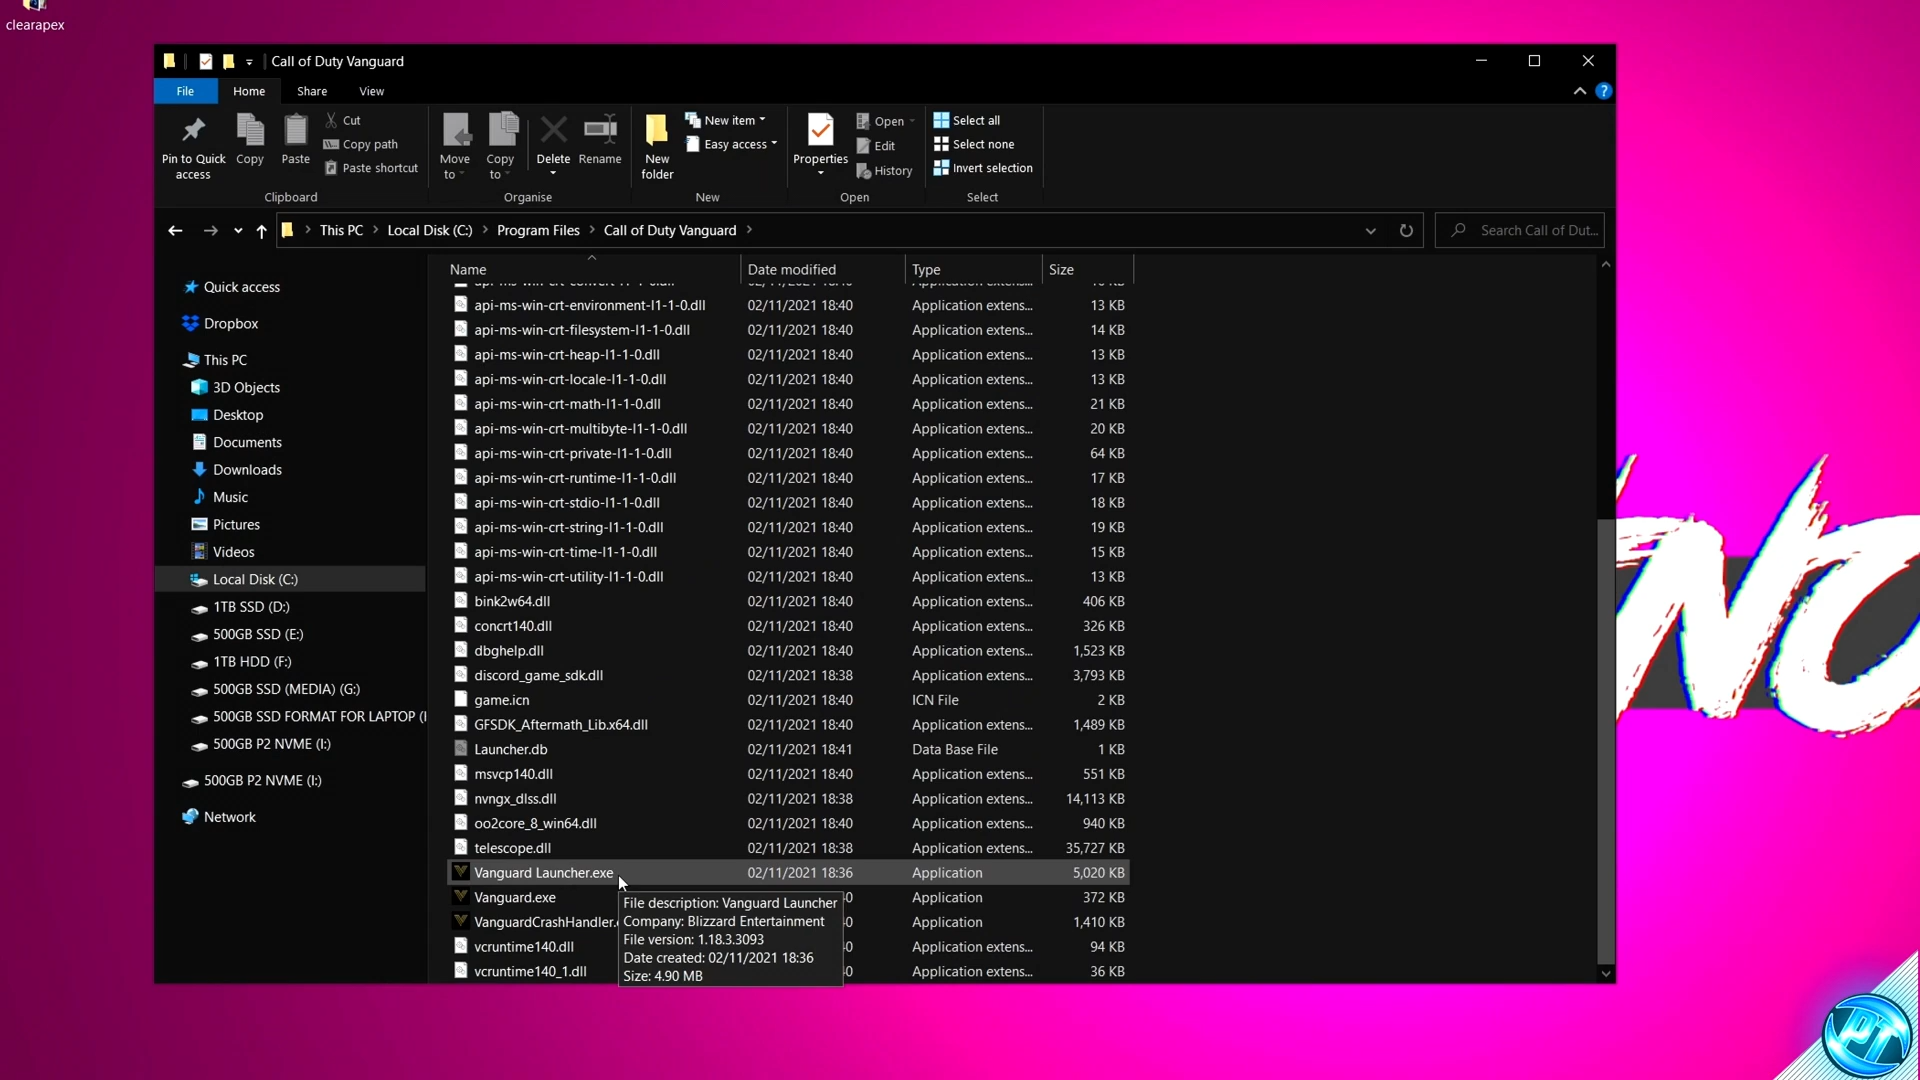 clearapex
Call of Duty Vanguard
File Home Share View
Pin to Quick access
Copy
Paste
Cut
Copy path
Paste shortcut
Clipboard
Move to
Copy to
Delete
Rename
Organise
New folder
New item
Easy access
New
Properties
Open
Edit
History
Open
Select all
Select none
Invert selection
Select
This PC > Local Disk (C:) > Program Files > Call of Duty Vanguard >
Search Call of Dut...
Quick access
Dropbox
This PC
3D Objects
Desktop
Documents
Downloads
Music
Pictures
Videos
Local Disk (C:)
1TB SSD (D:)
500GB SSD (E:)
1TB HDD (F:)
500GB SSD (MEDIA) (G:)
500GB SSD FORMAT FOR LAPTOP (
500GB P2 NVME (I:)
500GB P2 NVME (I:)
Network
Name Date modified Type Size
api-ms-win-crt-environment-l1-1-0.dll 02/11/2021 18:40 Application extens... 13 KB
api-ms-win-crt-filesystem-l1-1-0.dll 02/11/2021 18:40 Application extens... 14 KB
api-ms-win-crt-heap-l1-1-0.dll 02/11/2021 18:40 Application extens... 13 KB
api-ms-win-crt-locale-l1-1-0.dll 02/11/2021 18:40 Application extens... 13 KB
api-ms-win-crt-math-l1-1-0.dll 02/11/2021 18:40 Application extens... 21 KB
api-ms-win-crt-multibyte-l1-1-0.dll 02/11/2021 18:40 Application extens... 20 KB
api-ms-win-crt-private-l1-1-0.dll 02/11/2021 18:40 Application extens... 64 KB
api-ms-win-crt-runtime-l1-1-0.dll 02/11/2021 18:40 Application extens... 17 KB
api-ms-win-crt-stdio-l1-1-0.dll 02/11/2021 18:40 Application extens... 18 KB
api-ms-win-crt-string-l1-1-0.dll 02/11/2021 18:40 Application extens... 19 KB
api-ms-win-crt-time-l1-1-0.dll 02/11/2021 18:40 Application extens... 15 KB
api-ms-win-crt-utility-l1-1-0.dll 02/11/2021 18:40 Application extens... 13 KB
bink2w64.dll 02/11/2021 18:40 Application extens... 406 KB
concrt140.dll 02/11/2021 18:40 Application extens... 326 KB
dbghelp.dll 02/11/2021 18:40 Application extens... 1,523 KB
discord_game_sdk.dll 02/11/2021 18:38 Application extens... 3,793 KB
game.icn 02/11/2021 18:40 ICN File 2 KB
GFSDK_Aftermath_Lib.x64.dll 02/11/2021 18:40 Application extens... 1,489 KB
Launcher.db 02/11/2021 18:41 Data Base File 1 KB
msvcp140.dll 02/11/2021 18:40 Application extens... 551 KB
nvngx_dlss.dll 02/11/2021 18:38 Application extens... 14,113 KB
oo2core_8_win64.dll 02/11/2021 18:40 Application extens... 940 KB
telescope.dll 02/11/2021 18:38 Application extens... 35,727 KB
Vanguard Launcher.exe 02/11/2021 18:36 Application 5,020 KB
Vanguard.exe 0 Application 372 KB
VanguardCrashHandler. 0 Application 1,410 KB
vcruntime140.dll 0 Application extens... 94 KB
vcruntime140_1.dll 0 Application extens... 36 KB
File description: Vanguard Launcher
Company: Blizzard Entertainment
File version: 1.18.3.3093
Date created: 02/11/2021 18:36
Size: 4.90 MB
NO
PT